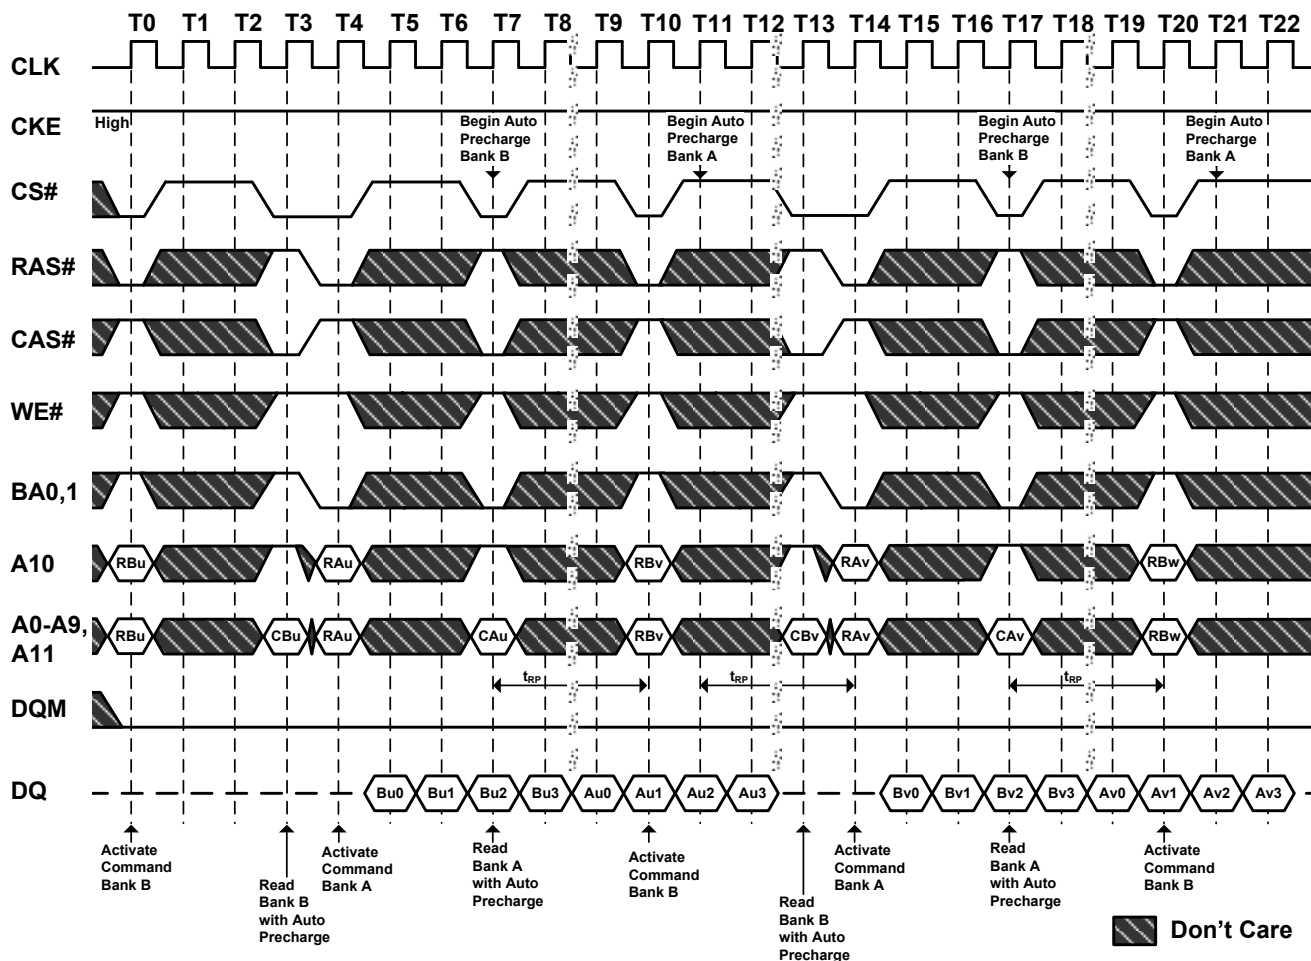 T0 T1 T2 T3 T4 T5 T6 T7 T8 T9 T10 T11 T12 T13 T14 T15 T16 T17 T18 T19 T20 T21 T22
CLK
CKE
High
Begin Auto
Precharge
Bank B
Begin Auto
Precharge
Bank A
Begin Auto
Precharge
Bank B
Begin Auto
Precharge
Bank A
CS#
RAS#
CAS#
WE#
BA0,1
A10
RBu RAu RBv RAv RBw
A0-A9,
A11
RBu CBu RAu CAu RBv CBv RAv CAv RBw
tRP tRP tRP
DQM
DQ
Bu0 Bu1 Bu2 Bu3 Au0 Au1 Au2 Au3 Bv0 Bv1 Bv2 Bv3 Av0 Av1 Av2 Av3
Activate
Command
Bank B
Read
Bank B
with Auto
Precharge
Activate
Command
Bank A
Read
Bank A
with Auto
Precharge
Activate
Command
Bank B
Read
Bank B
with Auto
Precharge
Activate
Command
Bank A
Read
Bank A
with Auto
Precharge
Activate
Command
Bank B
Don't Care